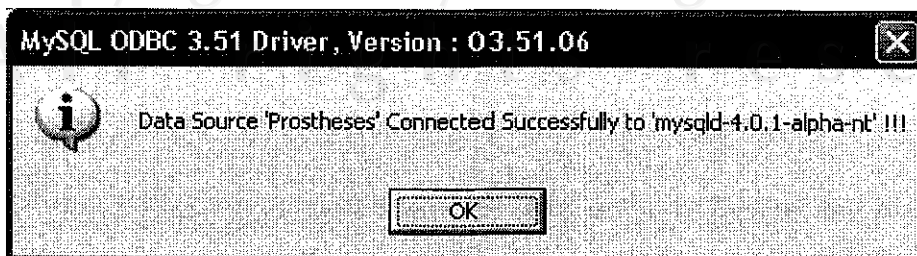 MySQL ODBC 3.51 Driver, Version : 03.51.06
Data Source 'Prostheses' Connected Successfully to 'mysqld-4.0.1-alpha-nt' !!!
OK